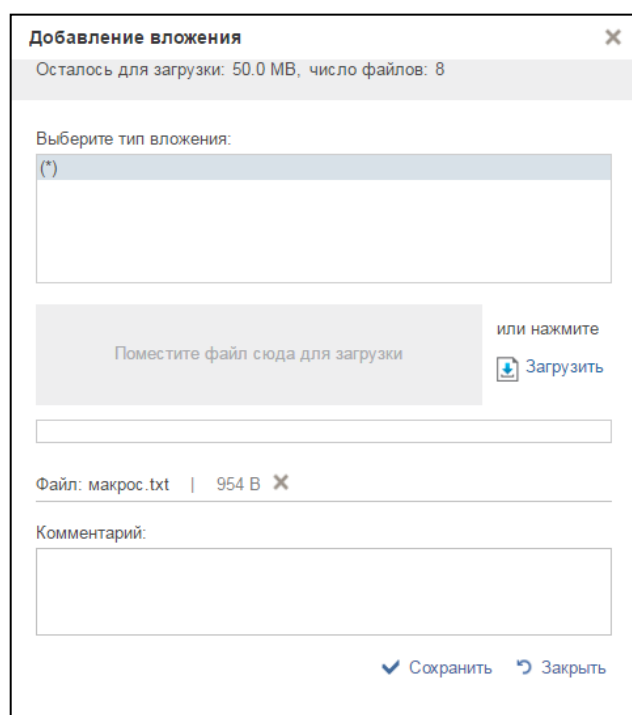 Добавление вложения
Осталось для загрузки: 50.0 MB, число файлов: 8
Выберите тип вложения:
(*)
Поместите файл сюда для загрузки
или нажмите
Загрузить
Файл: макрос.txt | 954 B
Комментарий:
Сохранить Закрыть